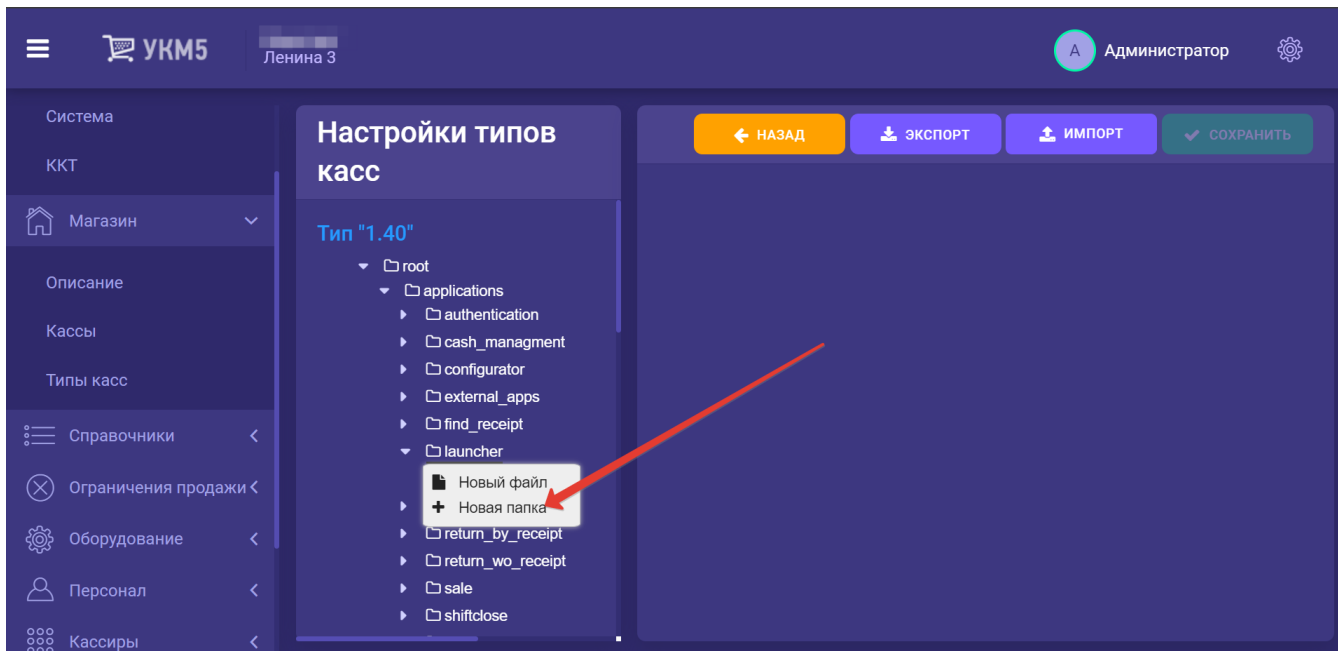 УКМ5
Ленина 3
А Администратор
Система
ККТ
Магазин
Описание
Кассы
Типы касс
Справочники
Ограничения продажи
Оборудование
Персонал
Кассиры
Настройки типов
касс
Тип "1.40"
root
applications
authentication
cash_managment
configurator
external_apps
find_receipt
launcher
Новый файл
Новая папка
return_by_receipt
return_wo_receipt
sale
shiftclose
НАЗАД
ЭКСПОРТ
ИМПОРТ
СОХРАНИТЬ